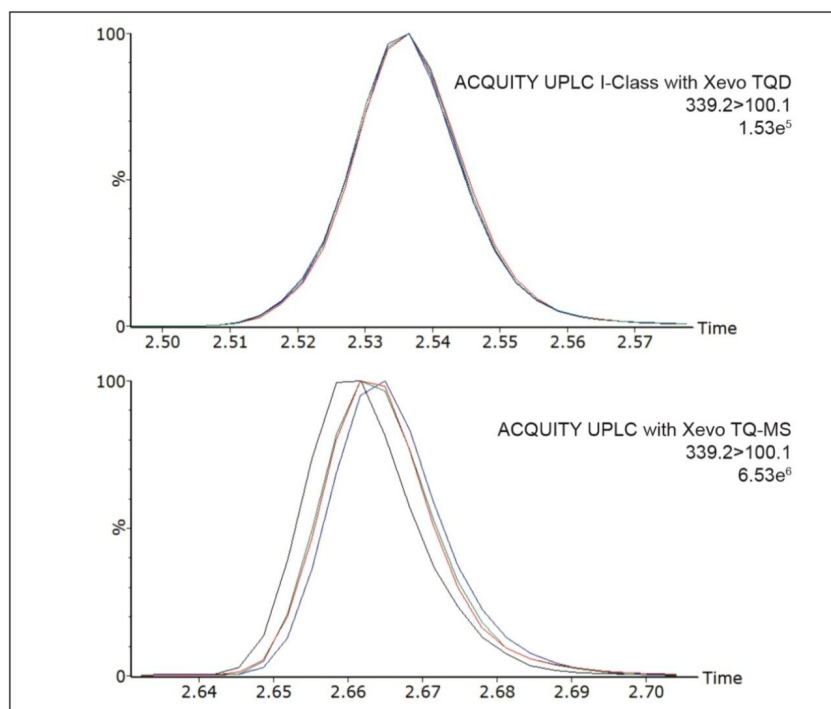 100
ACQUITY UPLC I-Class with Xevo TQD
339.2>100.1
1.53e⁵
%
0
2.50 2.51 2.52 2.53 2.54 2.55 2.56 2.57 Time
100
ACQUITY UPLC with Xevo TQ-MS
339.2>100.1
6.53e⁶
%
0
2.64 2.65 2.66 2.67 2.68 2.69 2.70 Time